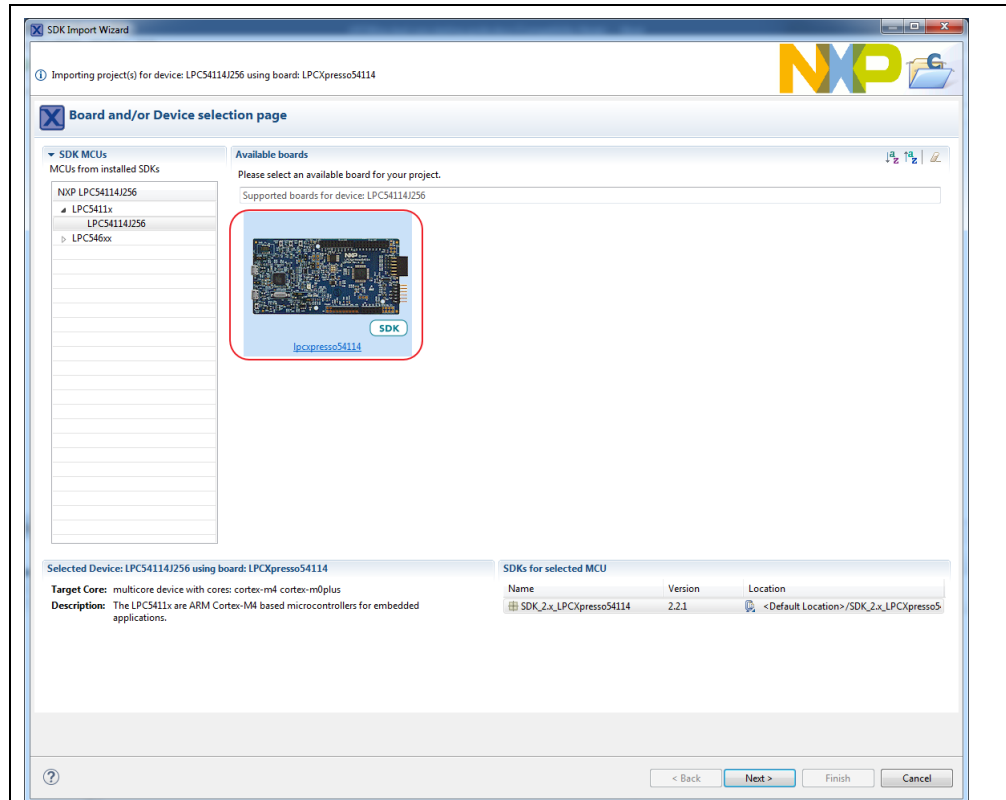 SDK Import Wizard
Importing project(s) for device: LPC54114J256 using board: LPCXpresso54114
NXP
C
Board and/or Device selection page
SDK MCUs
MCUs from installed SDKs
NXP LPC54114J256
LPC5411x
LPC54114J256
LPC546xx
Available boards
Please select an available board for your project.
Supported boards for device: LPC54114J256
NXP
SDK
lpcxpresso54114
Selected Device: LPC54114J256 using board: LPCXpresso54114
Target Core: multicore device with cores: cortex-m4 cortex-m0plus
Description: The LPC5411x are ARM Cortex-M4 based microcontrollers for embedded
applications.
SDKs for selected MCU
Name Version Location
SDK_2.x_LPCXpresso54114 2.2.1 <Default Location>/SDK_2.x_LPCXpresso5
< Back Next > Finish Cancel